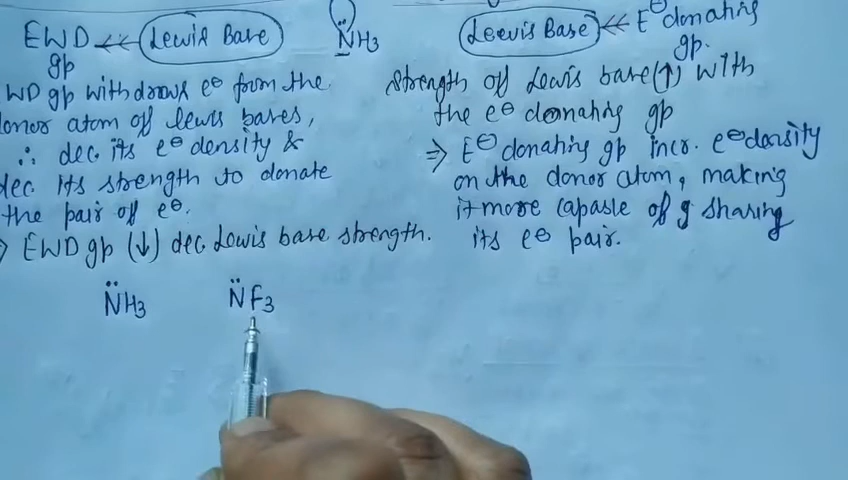 EWD ←← Lewis Base
gp
N̈H3
WD gp withdraws e⊖ from the
donor atom of lewis bases,
∴ dec. its e⊖ density &
dec its strength to donate
the pair of e⊖.
EWD gp (↓) dec. Lewis base strength.
N̈H3 N̈F3
Lewis Base ←← E⊖ donating
gp.
Strength of Lewis base (↑) with
the e⊖ donating gp
⇒ E⊖ donating gp incr. e⊖ density
on the donor atom, making
it more capable of sharing
its e⊖ pair.